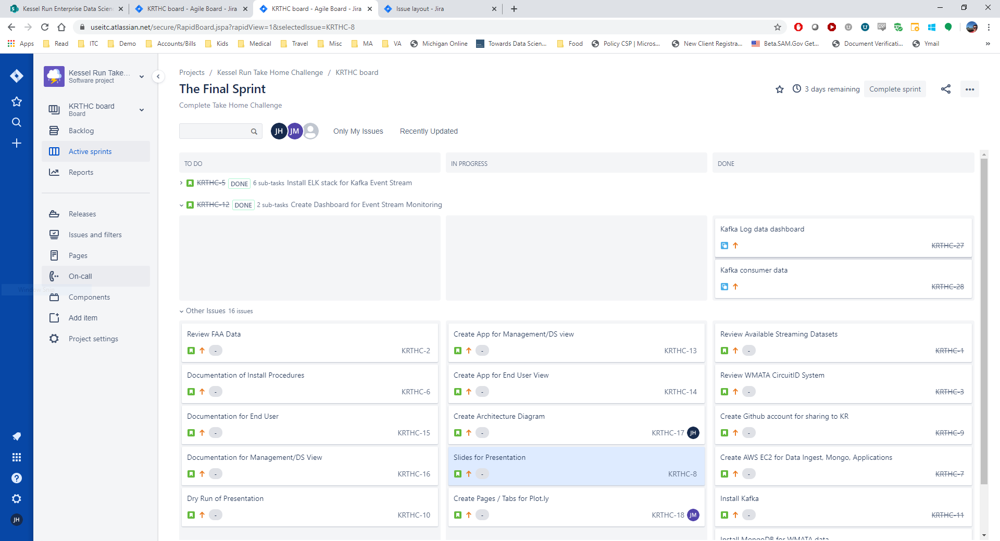 Kessel Run Enterprise Data Scien
KRTHC board - Agile Board - Jira
KRTHC board - Agile Board - Jira
Issue layout - Jira
useitc.atlassian.net/secure/RapidBoard.jspa?rapidView=1&selectedIssue=KRTHC-8
Apps
Read
ITC
Demo
Accounts/Bills
Kids
Medical
Travel
Misc
MA
VA
Michigan Online
Towards Data Scien...
Food
Policy CSP | Micros...
New Client Registra...
Beta.SAM.Gov Get...
Document Verificati...
Ymail
»
Kessel Run Take...
Software project
KRTHC board
Board
Backlog
Active sprints
Reports
Releases
Issues and filters
Pages
On-call
Window Snip
Components
Add item
Project settings
JH
Projects / Kessel Run Take Home Challenge / KRTHC board
The Final Sprint
3 days remaining
Complete sprint
Complete Take Home Challenge
JH
JM
Only My Issues
Recently Updated
TO DO
IN PROGRESS
DONE
KRTHC-5 DONE 6 sub-tasks Install ELK stack for Kafka Event Stream
KRTHC-12 DONE 2 sub-tasks Create Dashboard for Event Stream Monitoring
Kafka Log data dashboard
KRTHC-27
Kafka consumer data
KRTHC-28
Other Issues 16 issues
Review FAA Data
- KRTHC-2
Documentation of Install Procedures
- KRTHC-6
Documentation for End User
- KRTHC-15
Documentation for Management/DS View
- KRTHC-16
Dry Run of Presentation
- KRTHC-10
Create App for Management/DS view
- KRTHC-13
Create App for End User View
- KRTHC-14
Create Architecture Diagram
- KRTHC-17 JH
Slides for Presentation
- KRTHC-8
Create Pages / Tabs for Plot.ly
- KRTHC-18 JM
Review Available Streaming Datasets
- KRTHC-1
Review WMATA CircuitID System
- KRTHC-3
Create Github account for sharing to KR
- KRTHC-9
Create AWS EC2 for Data Ingest, Mongo, Applications
- KRTHC-7
Install Kafka
- KRTHC-11
Install MongoDB for WMATA data